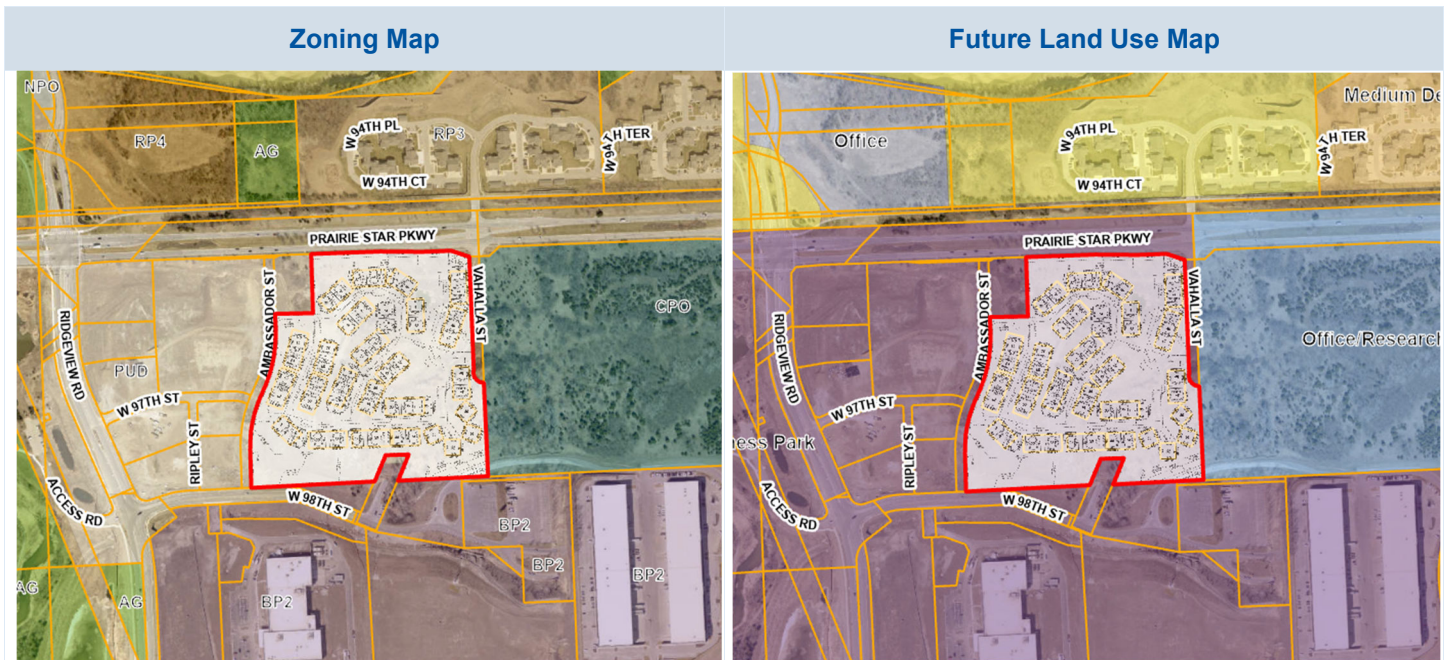 Zoning Map
NPO
RP4
AG
W 94TH PL
RP3
W 94TH TER
W 94TH CT
PRAIRIE STAR PKWY
AMBASSADOR ST
VAHALLA ST
CPO
RIDGEVIEW RD
PUD
W 97TH ST
RIPLEY ST
ACCESS RD
W 98TH ST
BP2
BP2
BP2
AG
AG
BP2
Future Land Use Map
Medium De
Office
W 94TH PL
W 94TH TER
W 94TH CT
PRAIRIE STAR PKWY
AMBASSADOR ST
VAHALLA ST
RIDGEVIEW RD
Office/Research
W 97TH ST
ness Park
RIPLEY ST
ACCESS RD
W 98TH ST